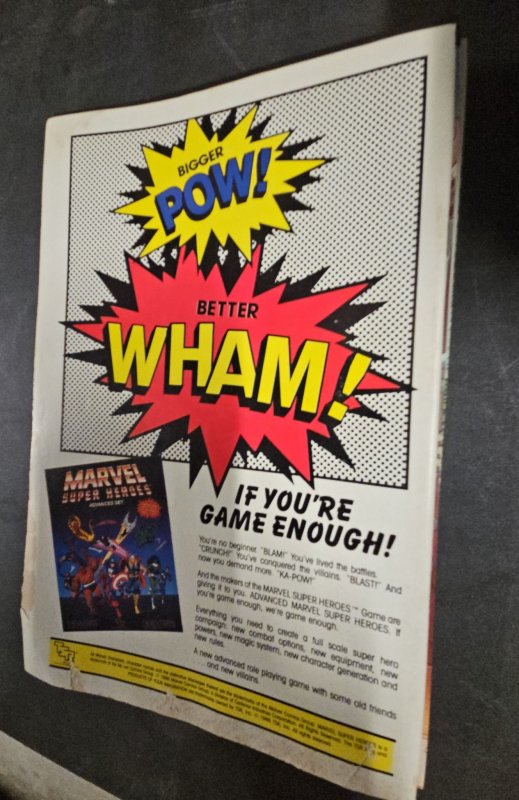 BIGGER
POW!
BETTER
WHAM!
MARVEL
SUPER HEROES
ADVANCED SET
IF YOU'RE
GAME ENOUGH!
You're no beginner. "BLAM!" You've lived the battles.
"CRUNCH!" You've conquered the villains. "BLAST!" And
now you demand more. "KA-POW!"
And the makers of the MARVEL SUPER HEROES™ Game are
giving it to you. ADVANCED MARVEL SUPER HEROES. If
you're game enough, we're game enough.
Everything you need to create a full scale super hero
campaign; new combat options, new equipment, new
powers, new magic system, new character generation and
new rules.
A new advanced role playing game with some old friends
. . . and new villains.
TSR